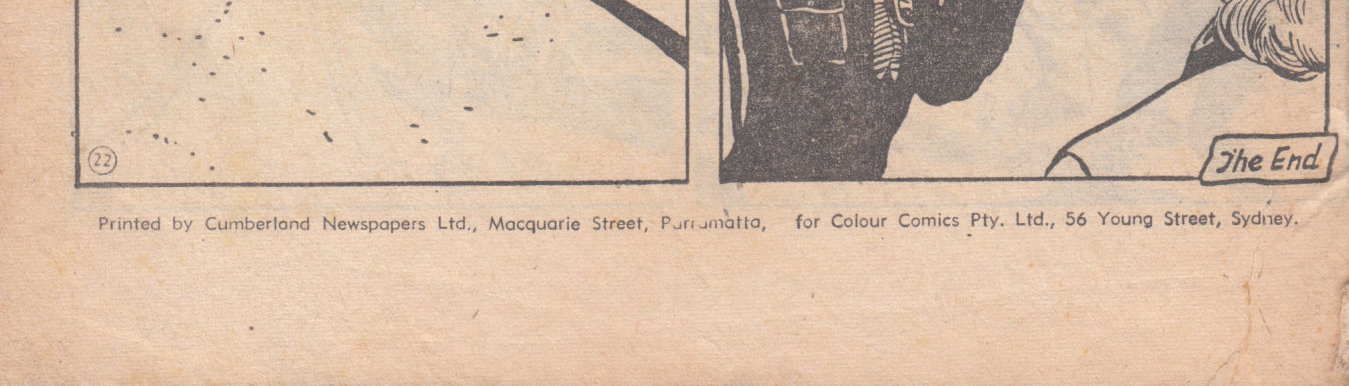 22
The End
Printed by Cumberland Newspapers Ltd., Macquarie Street, Parramatta, for Colour Comics Pty. Ltd., 56 Young Street, Sydney.